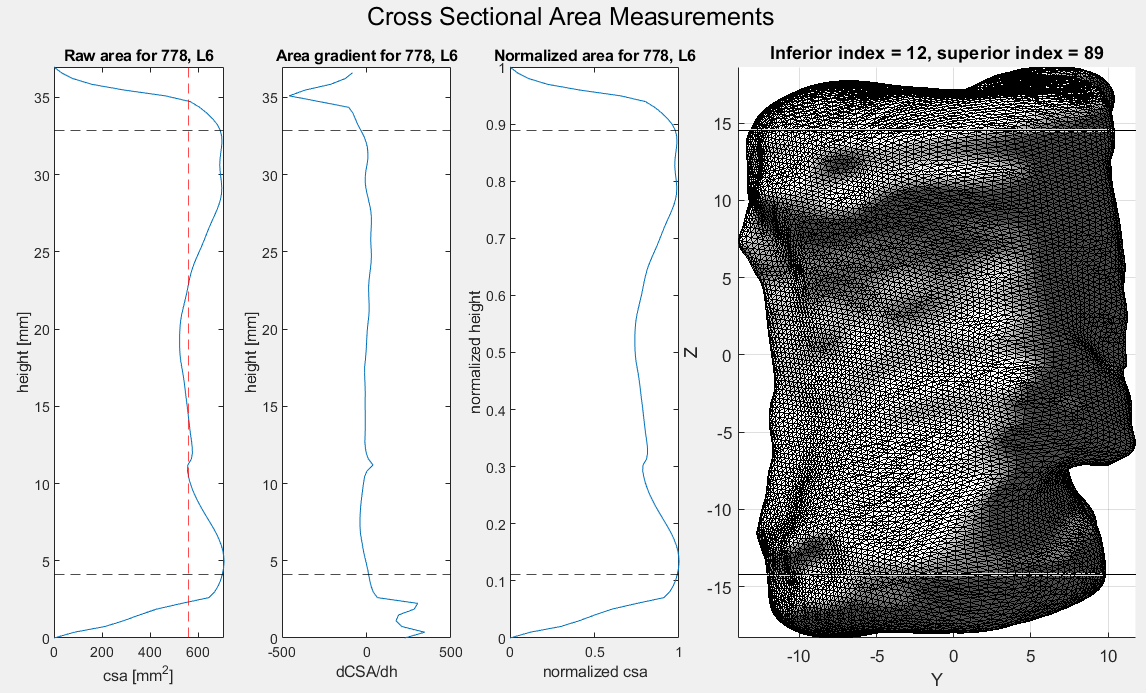 Cross Sectional Area Measurements
Raw area for 778, L6
35
30
25
20
15
10
5
0
0 200 400 600
height [mm]
csa [mm²]
Area gradient for 778, L6
35
30
25
20
15
10
5
0
-500 0 500
height [mm]
dCSA/dh
Normalized area for 778, L6
1
0.9
0.8
0.7
0.6
0.5
0.4
0.3
0.2
0.1
0
0 0.5 1
normalized height
normalized csa
Inferior index = 12, superior index = 89
15
10
5
0
-5
-10
-15
-10 -5 0 5 10
Z
Y